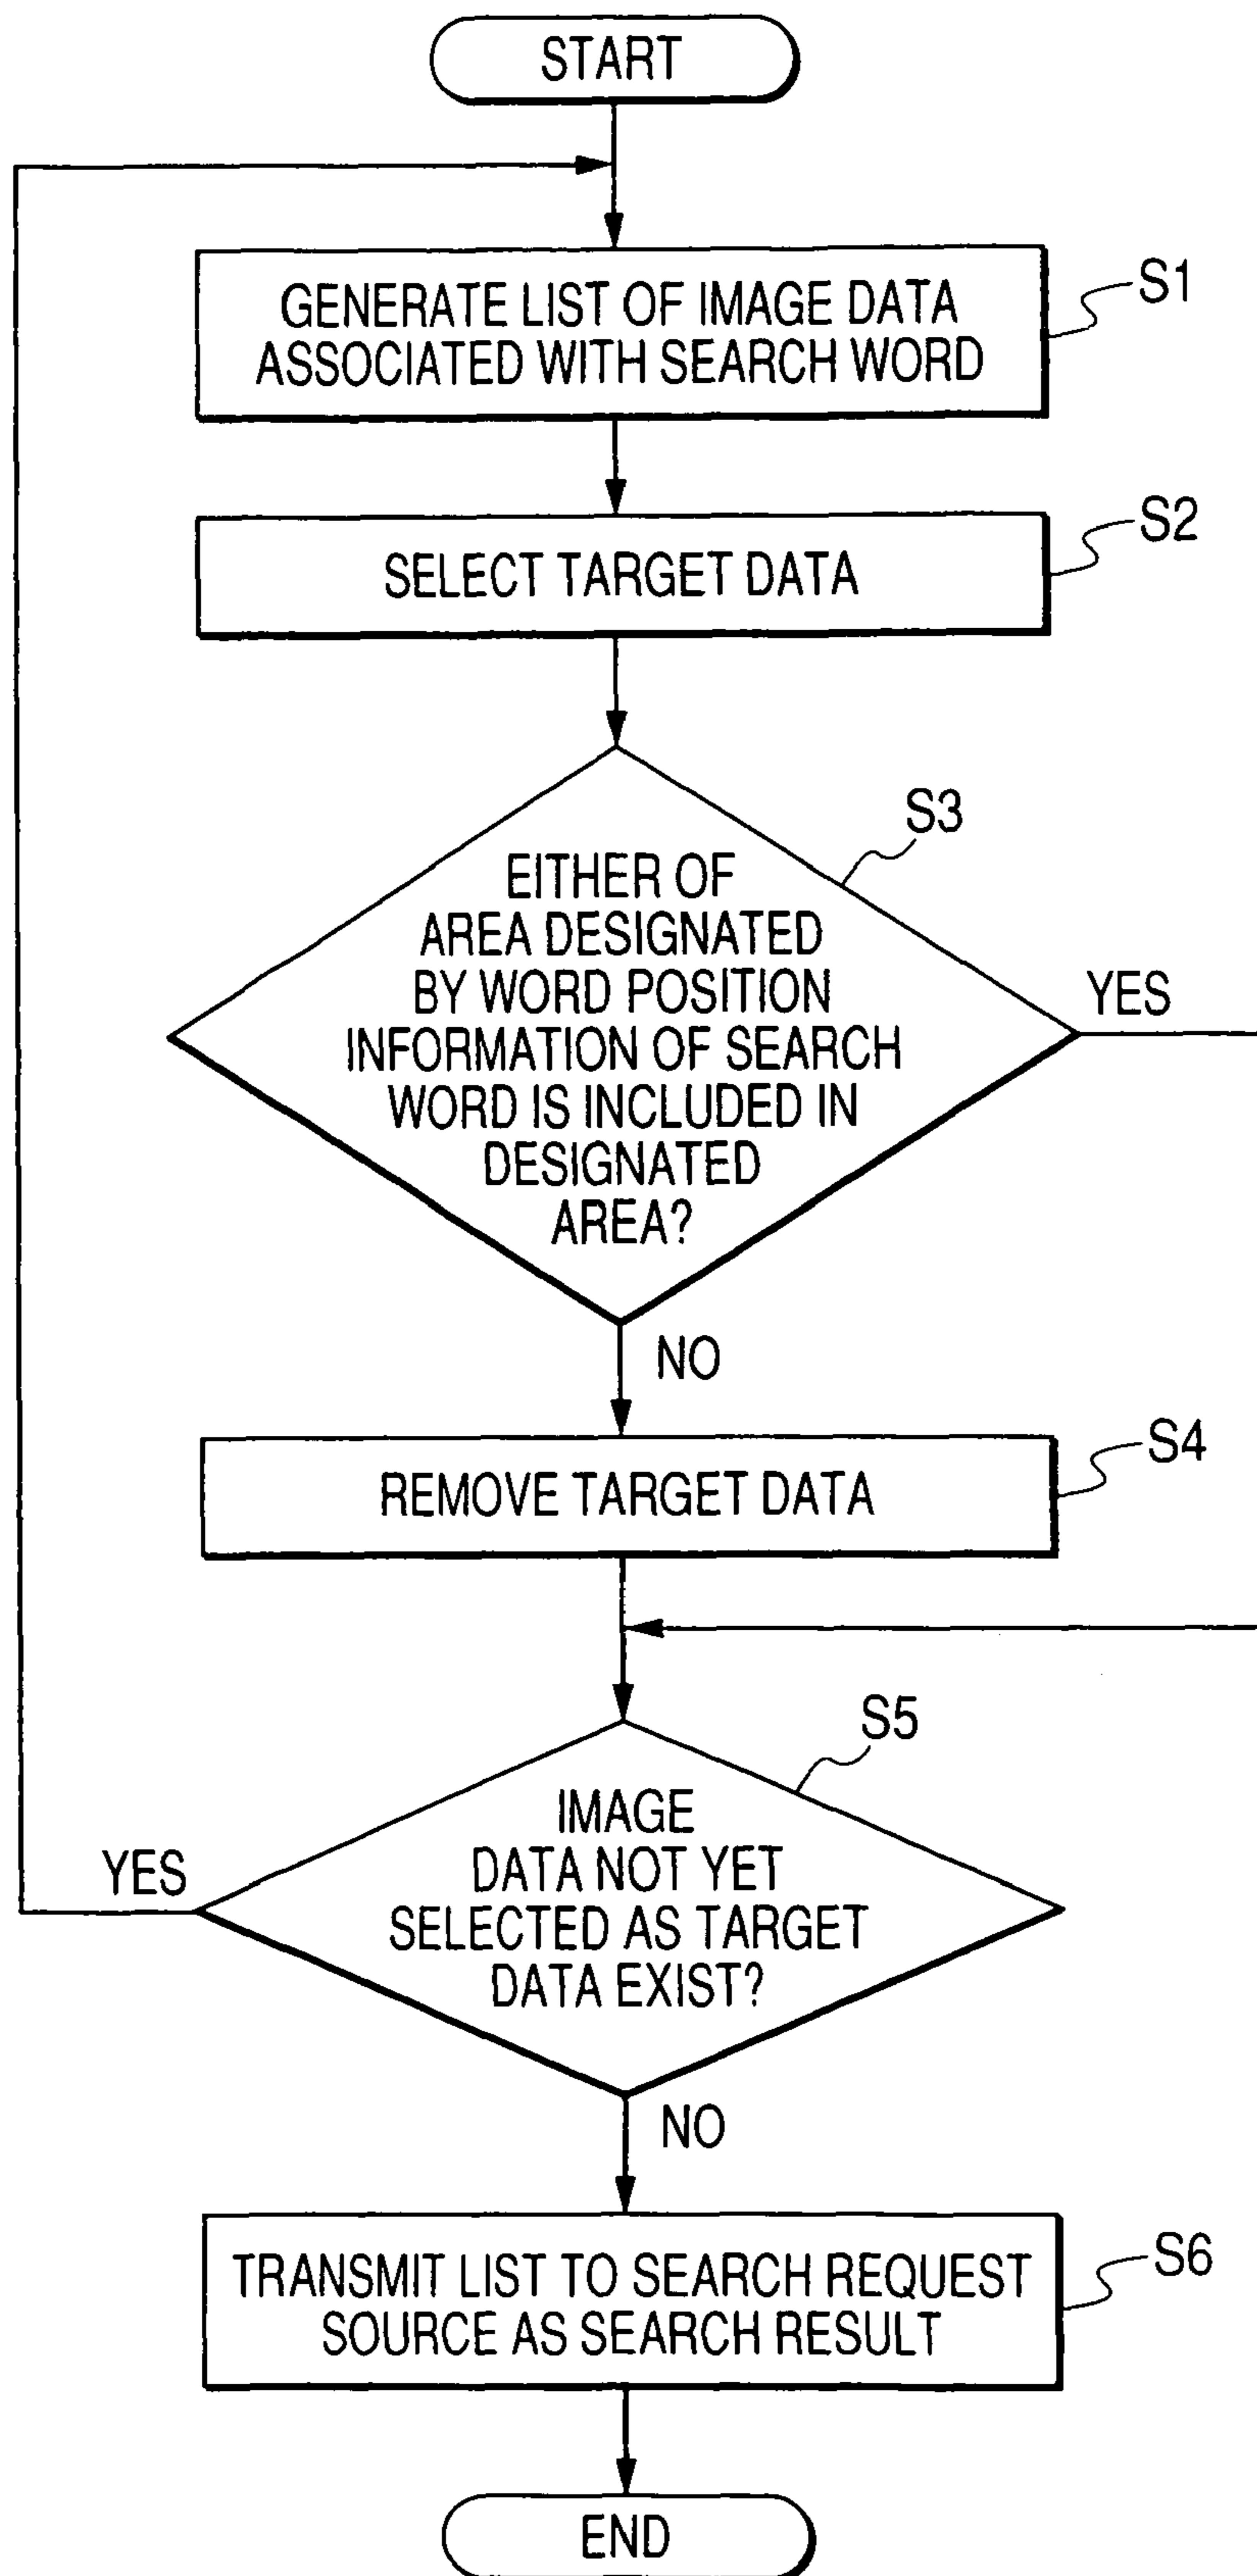 START
GENERATE LIST OF IMAGE DATA
ASSOCIATED WITH SEARCH WORD
S1
SELECT TARGET DATA
S2
S3
EITHER OF
AREA DESIGNATED
BY WORD POSITION
INFORMATION OF SEARCH
WORD IS INCLUDED IN
DESIGNATED
AREA?
YES
NO
REMOVE TARGET DATA
S4
S5
IMAGE
DATA NOT YET
SELECTED AS TARGET
DATA EXIST?
YES
NO
TRANSMIT LIST TO SEARCH REQUEST
SOURCE AS SEARCH RESULT
S6
END